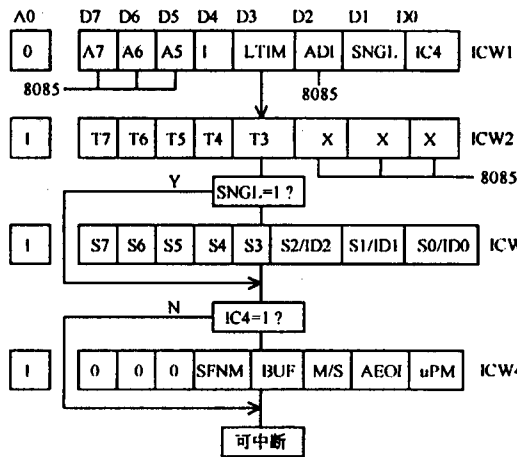 A0 D7 D6 D5 D4 D3 D2 D1 D0
0 A7 A6 A5 1 LTIM ADI SNGL IC4 ICW1
8085 8085
1 T7 T6 T5 T4 T3 X X X ICW2
8085
Y
SNGL=1?
1 S7 S6 S5 S4 S3 S2/ID2 S1/ID1 S0/ID0 ICW
N
IC4=1?
1 0 0 0 SFNM BUF M/S AEOI uPM ICW4
可中断